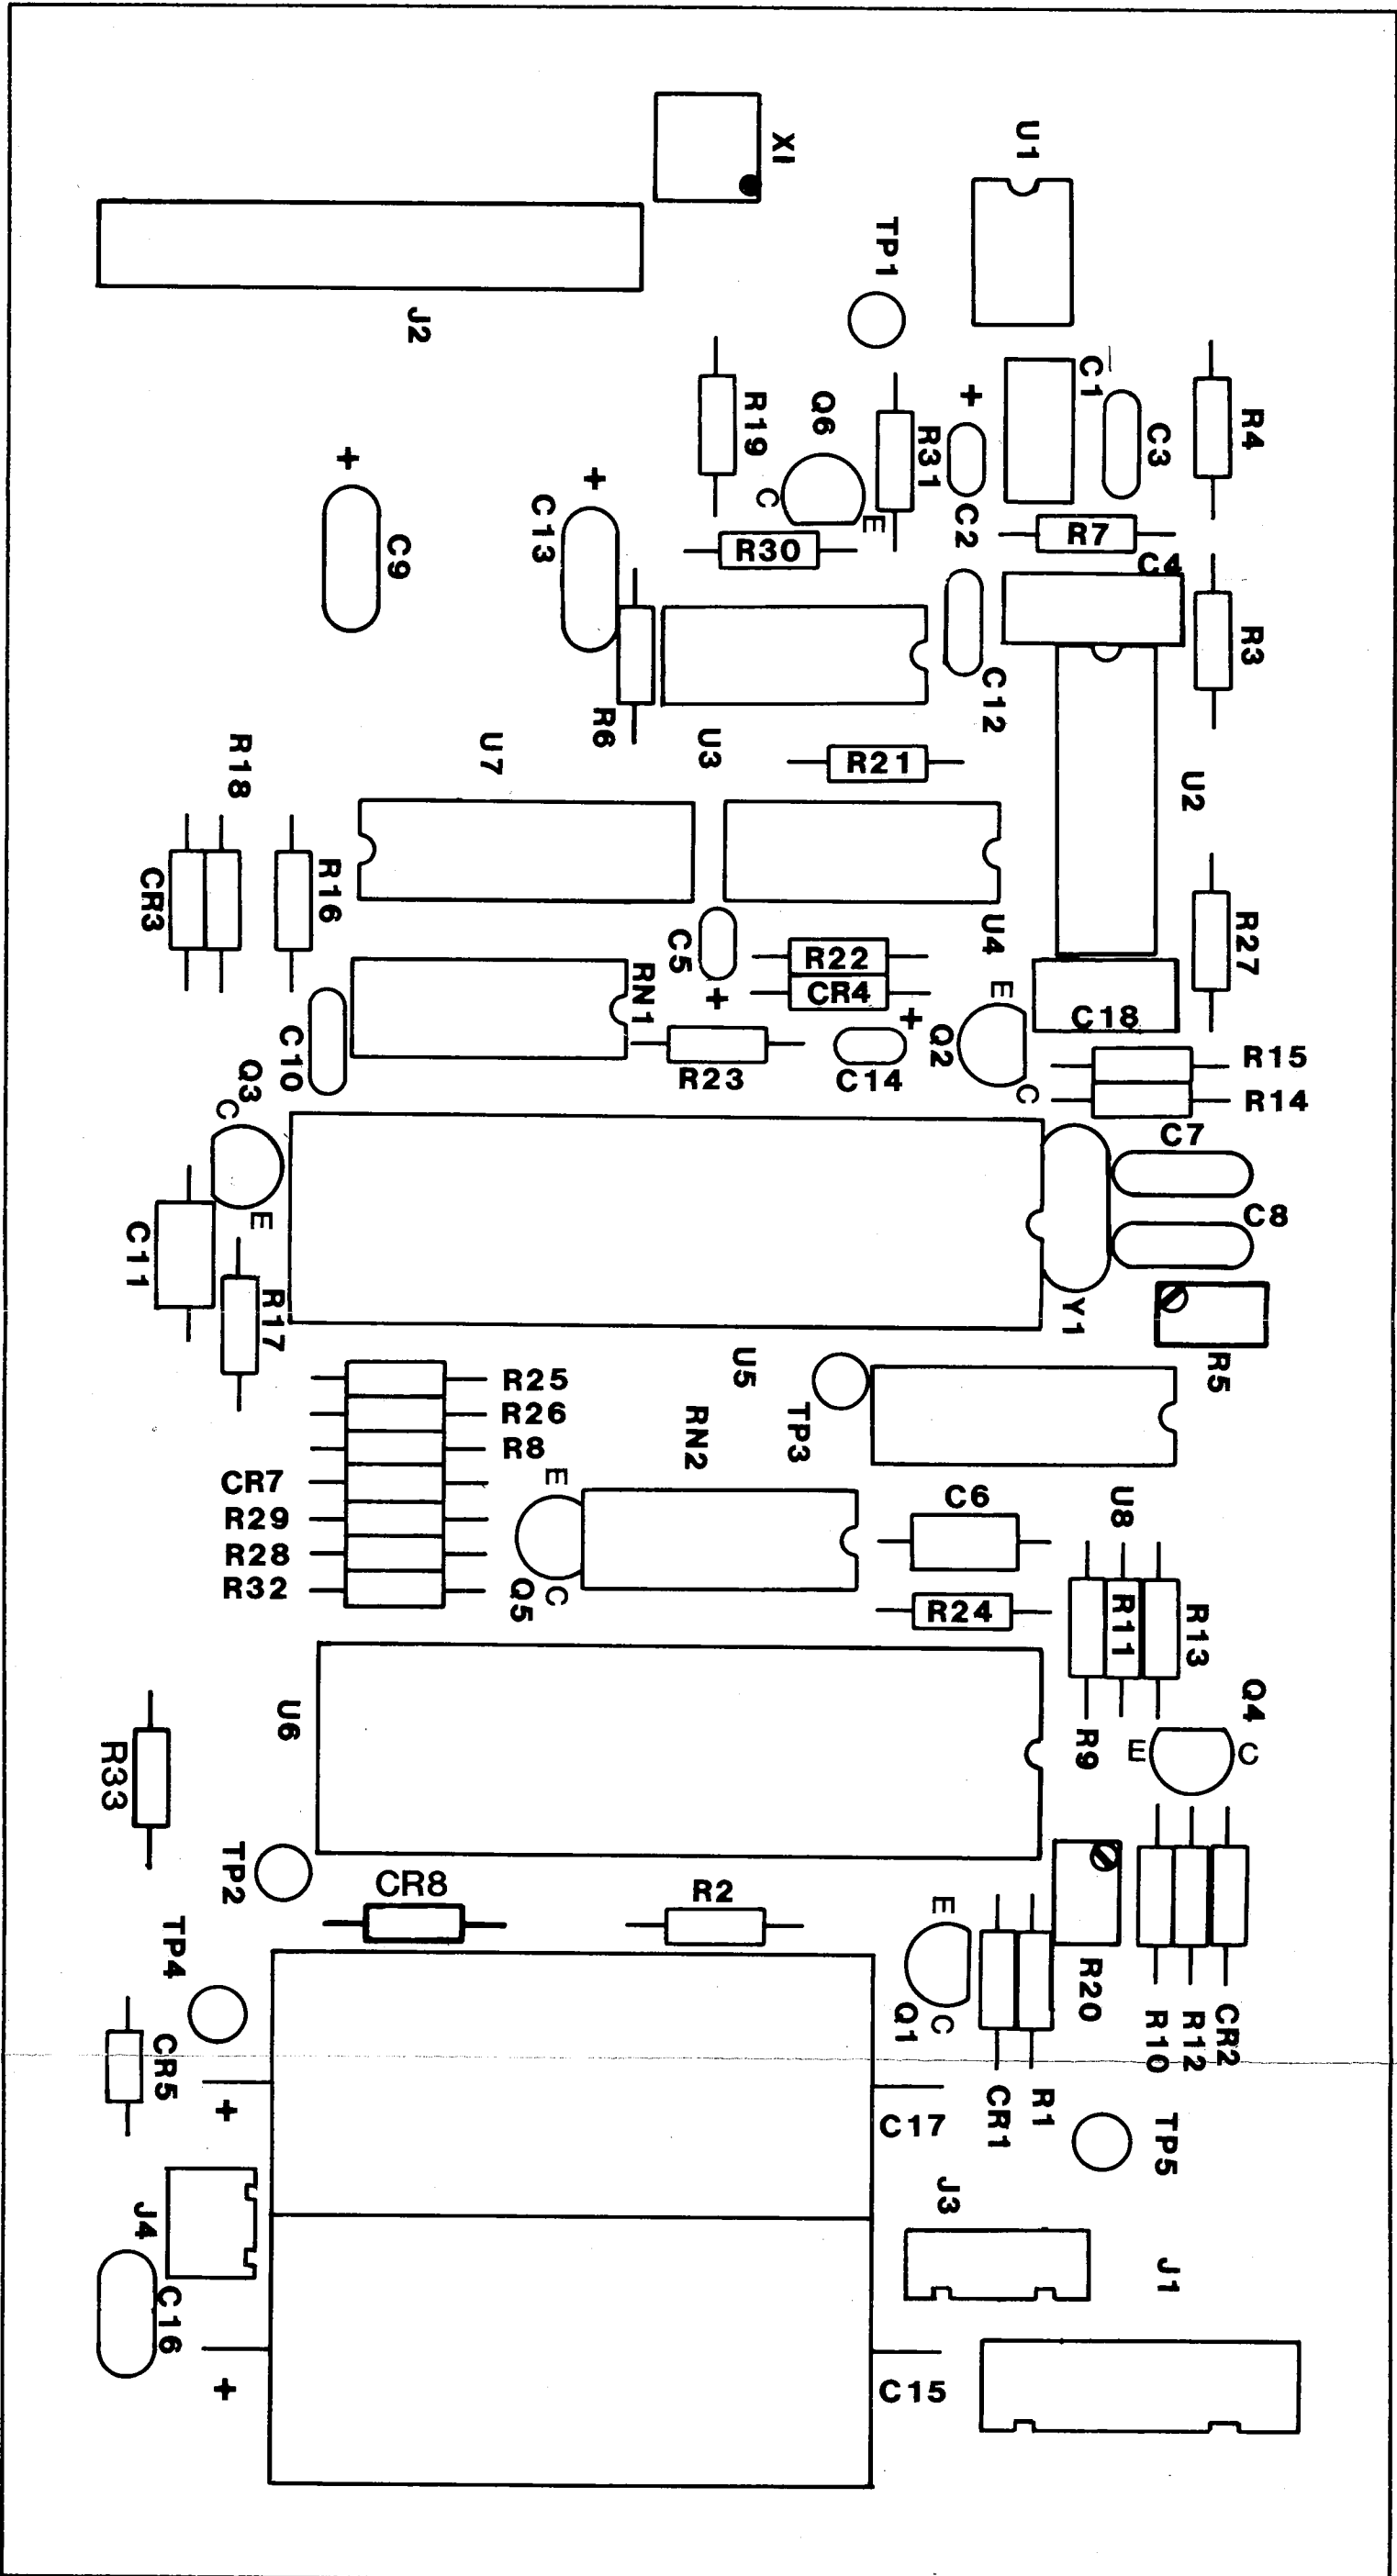 XI
U1
TP1
J2
C1
C3
R4
R19
Q6
R31
+
C2
R7
C
E
R30
+
C9
+
C13
C4
R3
C12
R6
U3
U7
R21
U2
R18
CR3
R16
C5
+
R22
CR4
U4
R27
RN1
E
C18
C10
R23
+
C14
Q2
C
R15
R14
Q3
C
E
C7
C8
C11
R17
Y1
R5
U5
TP3
R25
R26
R8
CR7
R29
R28
R32
RN2
E
C
Q5
C6
U8
R24
R11
R13
R9
Q4
E
C
U6
R33
TP2
CR8
R2
TP4
E
C
Q1
R20
R10
R12
CR2
CR5
+
C17
CR1
R1
TP5
J3
J4
J1
C16
+
C15